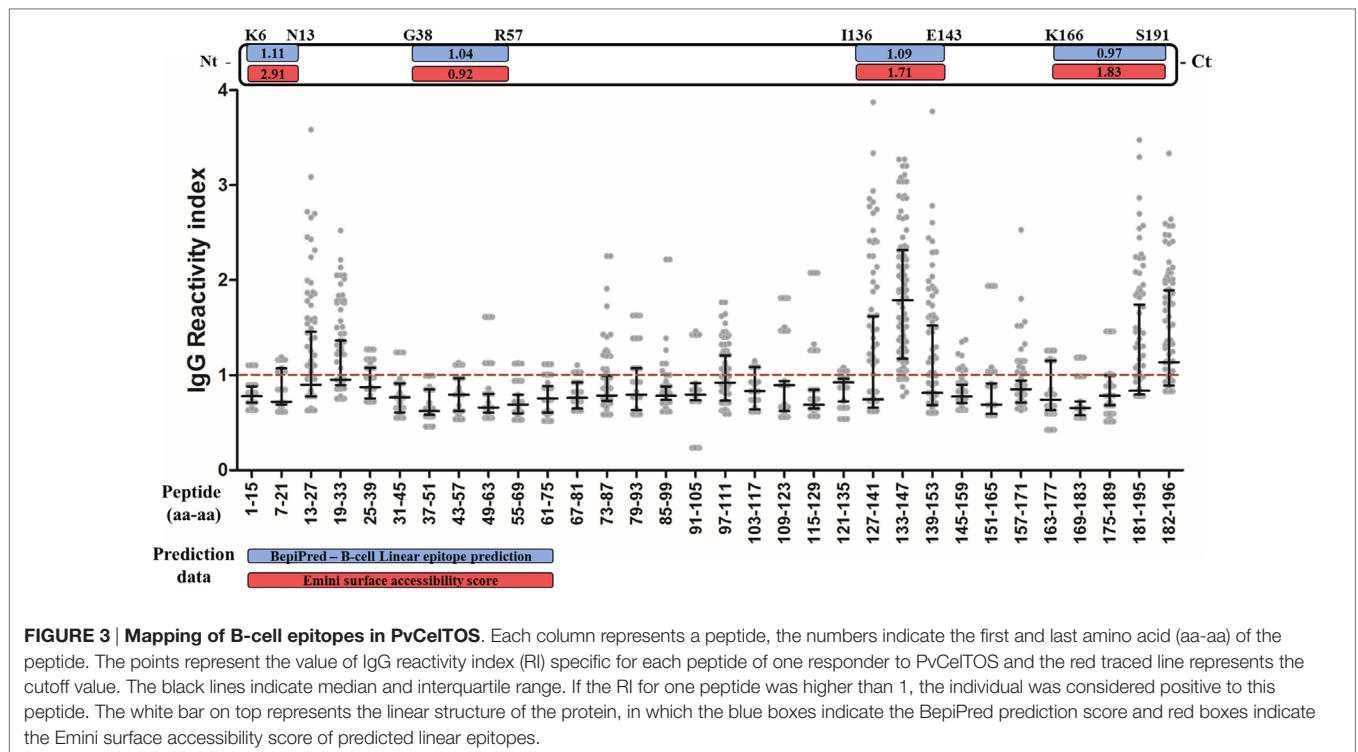 K6 N13 G38 R57 I136 E143 K166 S191
Nt - 1.11 1.04 1.09 0.97 - Ct
2.91 0.92 1.71 1.83
4
3
2
1
0
IgG Reactivity index
Peptide
(aa-aa)
1-15
7-21
13-27
19-33
25-39
31-45
37-51
43-57
49-63
55-69
61-75
67-81
73-87
79-93
85-99
91-105
97-111
103-117
109-123
115-129
121-135
127-141
133-147
139-153
145-159
151-165
157-171
163-177
169-183
175-189
181-195
182-196
Prediction
data
BepiPred – B-cell Linear epitope prediction
Emini surface accessibility score
FIGURE 3 | Mapping of B-cell epitopes in PvCelTOS. Each column represents a peptide, the numbers indicate the first and last amino acid (aa-aa) of the
peptide. The points represent the value of IgG reactivity index (RI) specific for each peptide of one responder to PvCelTOS and the red traced line represents the
cutoff value. The black lines indicate median and interquartile range. If the RI for one peptide was higher than 1, the individual was considered positive to this
peptide. The white bar on top represents the linear structure of the protein, in which the blue boxes indicate the BepiPred prediction score and red boxes indicate
the Emini surface accessibility score of predicted linear epitopes.